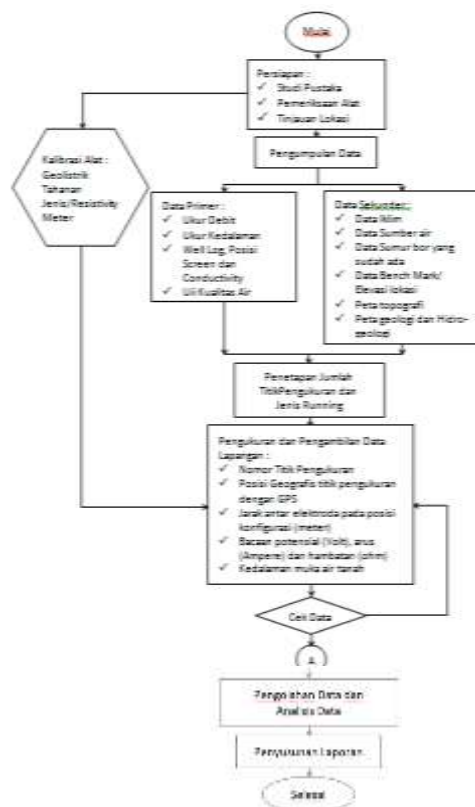 Mulai
Persiapan :
✓ Studi Pustaka
✓ Pemeriksaan Alat
✓ Tinjauan Lokasi
Kalibrasi Alat :
Geolistrik
Tahanan
Jenis/Resistivity
Meter
Pengumpulan Data
Data Primer :
✓ Ukur Debit
✓ Ukur Kedalaman
✓ Well Log, Posisi
Screen dan
Conductivity
✓ Uji Kualitas Air
Data Sekunder :
✓ Data Iklim
✓ Data Sumber air
✓ Data Sumur bor yang
sudah ada
✓ Data Bench Mark/
Elevasi lokasi
✓ Peta topografi
✓ Peta geologi dan Hidro-
geologi
Penetapan Jumlah
TitikPengukuran dan
Jenis Running
Pengukuran dan Pengambilan Data
Lapangan :
✓ Nomor Titik Pengukuran
✓ Posisi Geografis titik pengukuran
dengan GPS
✓ Jarak antar elektroda pada posisi
konfigurasi (meter)
✓ Bacaan potensial (Volt), arus
(Ampere) dan hambatan (ohm)
✓ Kedalaman muka air tanah
Cek Data
A
Pengolahan Data dan
Analisis Data
Penyusunan Laporan
Selesai